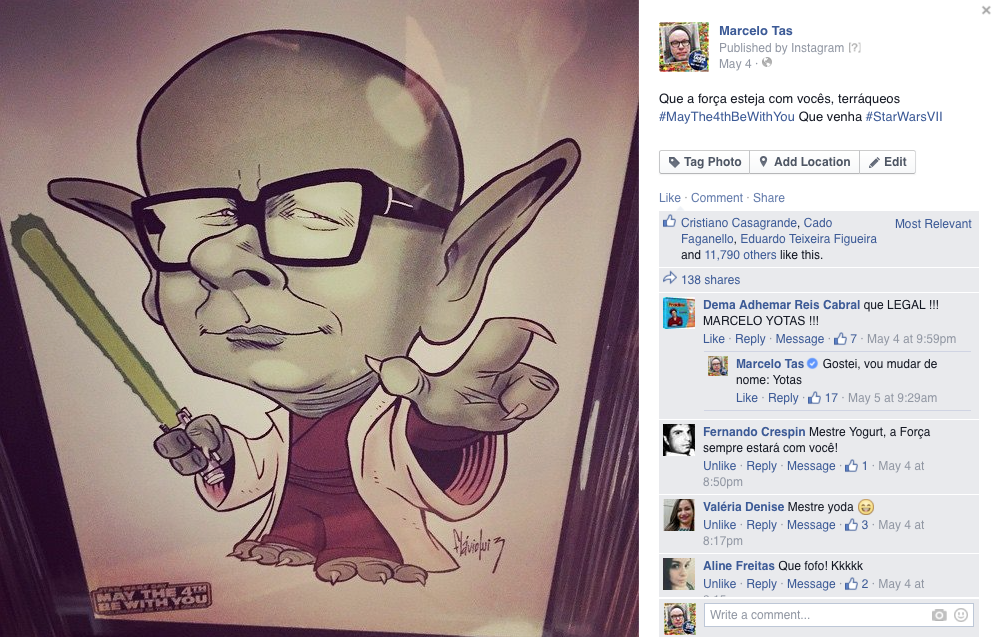 STAR WARS DAY
MAY THE 4TH
BE WITH YOU
Marcelo Tas
Published by Instagram [?]
May 4 ·
Que a força esteja com vocês, terráqueos
#MayThe4thBeWithYou Que venha #StarWarsVII
Tag Photo
Add Location
Edit
Like · Comment · Share
Cristiano Casagrande, Cado
Faganello, Eduardo Teixeira Figueira
and 11,790 others like this.
Most Relevant
138 shares
Dema Adhemar Reis Cabral que LEGAL !!!
MARCELO YOTAS !!!
Like · Reply · Message · 7 · May 4 at 9:59pm
Marcelo Tas Gostei, vou mudar de
nome: Yotas
Like · Reply · 17 · May 5 at 9:29am
Fernando Crespin Mestre Yogurt, a Força
sempre estará com você!
Unlike · Reply · Message · 1 · May 4 at
8:50pm
Valéria Denise Mestre yoda 😁
Unlike · Reply · Message · 3 · May 4 at
8:17pm
Aline Freitas Que fofo! Kkkkk
Unlike · Reply · Message · 2 · May 4 at
Write a comment...